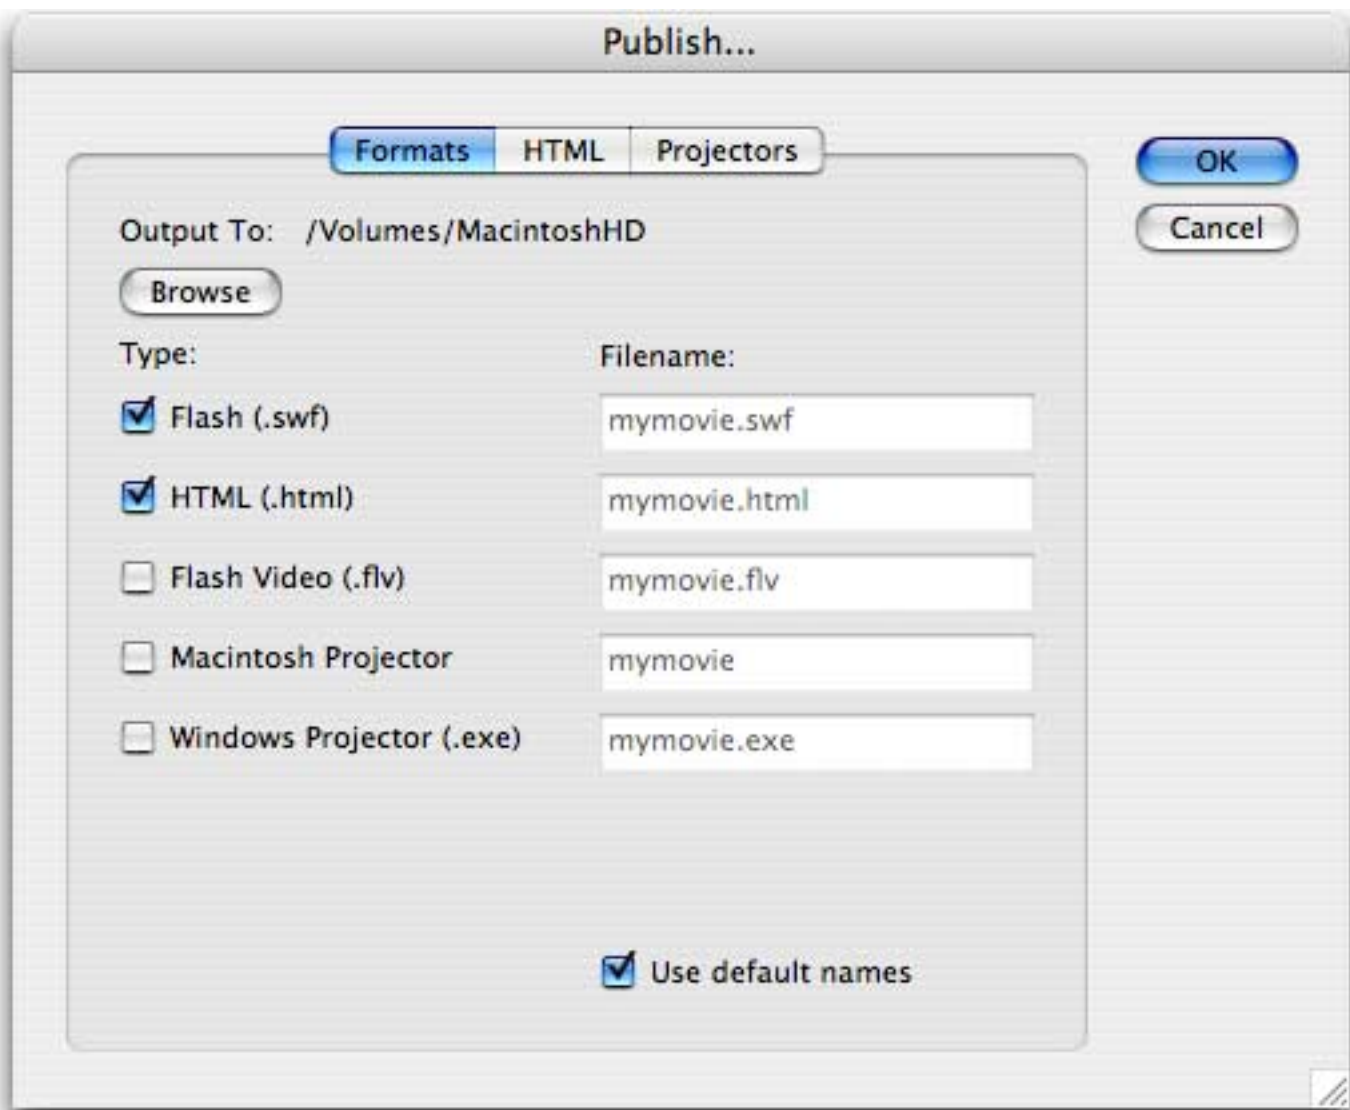 Publish...
Formats HTML Projectors
OK
Output To: /Volumes/MacintoshHD
Cancel
Browse
Type: Filename:
Flash (.swf) mymovie.swf
HTML (.html) mymovie.html
Flash Video (.flv) mymovie.flv
Macintosh Projector mymovie
Windows Projector (.exe) mymovie.exe
Use default names